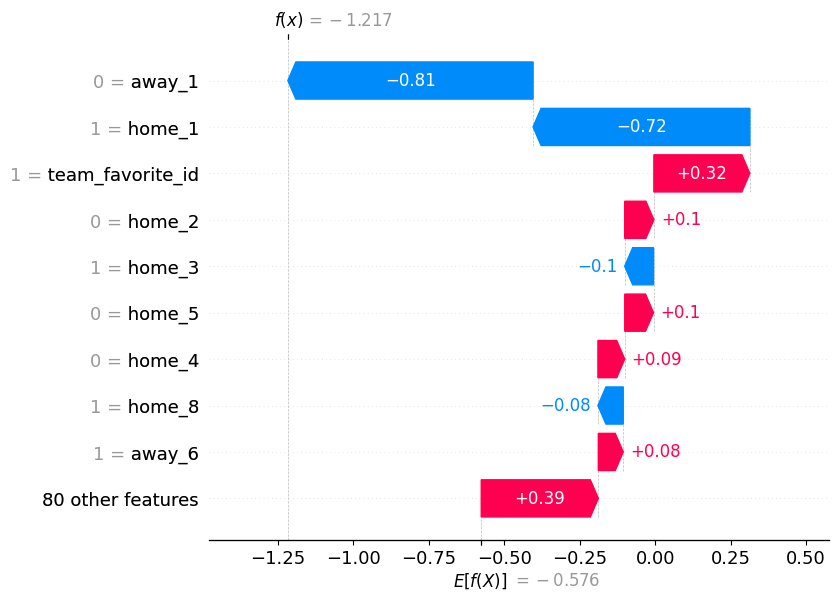 f(x) = −1.217
0 = away_1
−0.81
1 = home_1
−0.72
1 = team_favorite_id
+0.32
0 = home_2
+0.1
1 = home_3
−0.1
0 = home_5
+0.1
0 = home_4
+0.09
1 = home_8
−0.08
1 = away_6
+0.08
80 other features
+0.39
−1.25 −1.00 −0.75 −0.50 −0.25 0.00 0.25 0.50
E[f(X)] = −0.576